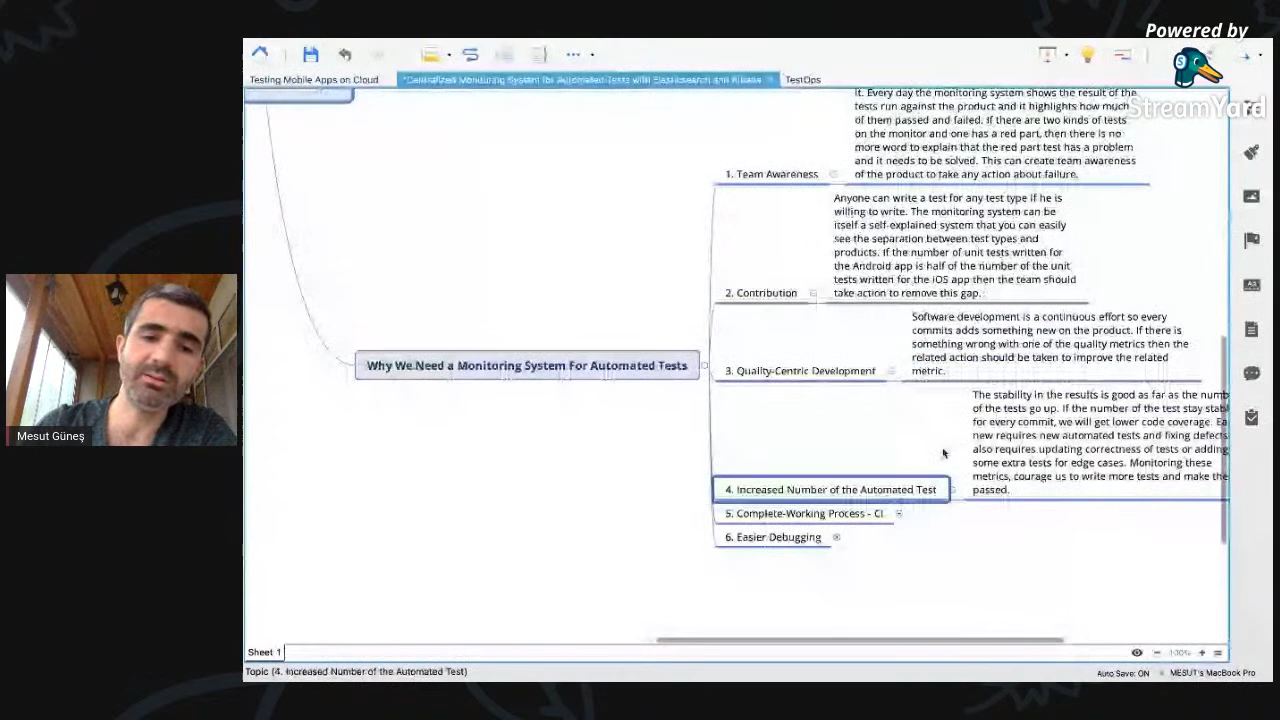 Powered by
StreamYard
Testing Mobile Apps on Cloud
*Centralized Monitoring System for Automated Tests with Elasticsearch and Kibana
TestOps
it. Every day the monitoring system shows the result of the
tests run against the product and it highlights how much
of them passed and failed. If there are two kinds of tests
on the monitor and one has a red part, then there is no
more word to explain that the red part test has a problem
and it needs to be solved. This can create team awareness
of the product to take any action about failure.
1. Team Awareness
Anyone can write a test for any test type if he is
willing to write. The monitoring system can be
itself a self-explained system that you can easily
see the separation between test types and
products. If the number of unit tests written for
the Android app is half of the number of the unit
tests written for the iOS app then the team should
take action to remove this gap.
2. Contribution
Software development is a continuous effort so every
commits adds something new on the product. If there is
something wrong with one of the quality metrics then the
related action should be taken to improve the related
metric.
3. Quality-Centric Development
Why We Need a Monitoring System For Automated Tests
The stability in the results is good as far as the numb
of the tests go up. If the number of the test stay stabl
for every commit, we will get lower code coverage. Ea
new requires new automated tests and fixing defects
also requires updating correctness of tests or adding
some extra tests for edge cases. Monitoring these
metrics, courage us to write more tests and make the
passed.
4. Increased Number of the Automated Test
5. Complete-Working Process - CI
6. Easier Debugging
Mesut Güneş
Sheet 1
100%
Topic (4. Increased Number of the Automated Test)
Auto Save: ON
MESUT's MacBook Pro